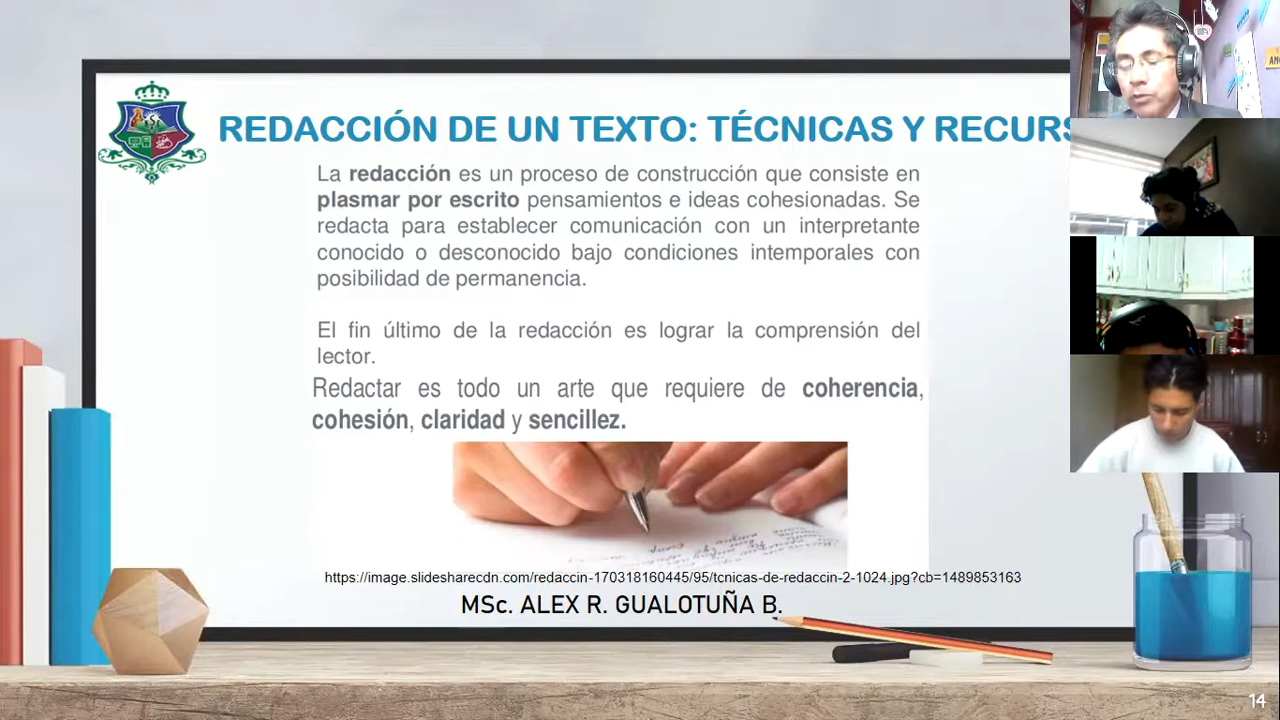 REDACCIÓN DE UN TEXTO: TÉCNICAS Y RECURS
La redacción es un proceso de construcción que consiste en
plasmar por escrito pensamientos e ideas cohesionadas. Se
redacta para establecer comunicación con un interpretante
conocido o desconocido bajo condiciones intemporales con
posibilidad de permanencia.
El fin último de la redacción es lograr la comprensión del
lector.
Redactar es todo un arte que requiere de coherencia,
cohesión, claridad y sencillez.
https://image.slidesharecdn.com/redaccin-170318160445/95/tcnicas-de-redaccin-2-1024.jpg?cb=1489853163
MSc. ALEX R. GUALOTUÑA B.
14